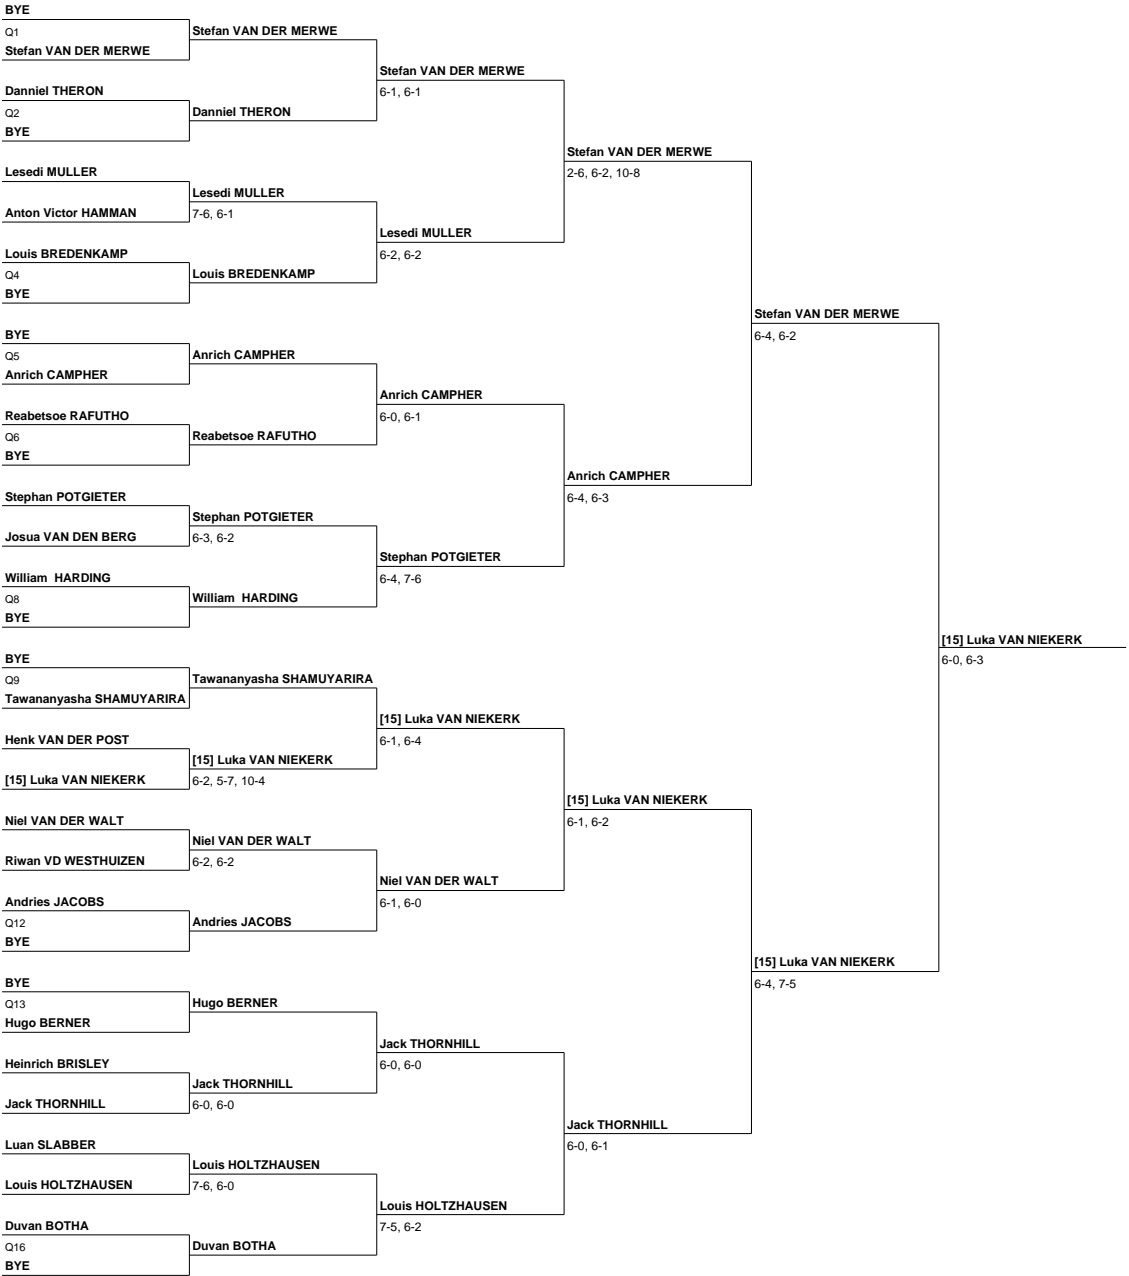 BYE
Q1
Stefan VAN DER MERWE
Stefan VAN DER MERWE
Stefan VAN DER MERWE
6-1, 6-1
Danniel THERON
Q2
Danniel THERON
BYE
Stefan VAN DER MERWE
2-6, 6-2, 10-8
Lesedi MULLER
Lesedi MULLER
Anton Victor HAMMAN
7-6, 6-1
Lesedi MULLER
6-2, 6-2
Louis BREDENKAMP
Q4
Louis BREDENKAMP
BYE
Stefan VAN DER MERWE
6-4, 6-2
BYE
Q5
Anrich CAMPHER
Anrich CAMPHER
Anrich CAMPHER
6-0, 6-1
Reabetsoe RAFUTHO
Q6
Reabetsoe RAFUTHO
BYE
Anrich CAMPHER
6-4, 6-3
Stephan POTGIETER
Stephan POTGIETER
Josua VAN DEN BERG
6-3, 6-2
Stephan POTGIETER
6-4, 7-6
William  HARDING
Q8
William  HARDING
BYE
[15] Luka VAN NIEKERK
6-0, 6-3
BYE
Q9
Tawananyasha SHAMUYARIRA
Tawananyasha SHAMUYARIRA
[15] Luka VAN NIEKERK
6-1, 6-4
Henk VAN DER POST
[15] Luka VAN NIEKERK
[15] Luka VAN NIEKERK
6-2, 5-7, 10-4
[15] Luka VAN NIEKERK
6-1, 6-2
Niel VAN DER WALT
Niel VAN DER WALT
Riwan VD WESTHUIZEN
6-2, 6-2
Niel VAN DER WALT
6-1, 6-0
Andries JACOBS
Q12
Andries JACOBS
BYE
[15] Luka VAN NIEKERK
6-4, 7-5
BYE
Q13
Hugo BERNER
Hugo BERNER
Jack THORNHILL
6-0, 6-0
Heinrich BRISLEY
Jack THORNHILL
Jack THORNHILL
6-0, 6-0
Jack THORNHILL
6-0, 6-1
Luan SLABBER
Louis HOLTZHAUSEN
Louis HOLTZHAUSEN
7-6, 6-0
Louis HOLTZHAUSEN
7-5, 6-2
Duvan BOTHA
Q16
Duvan BOTHA
BYE